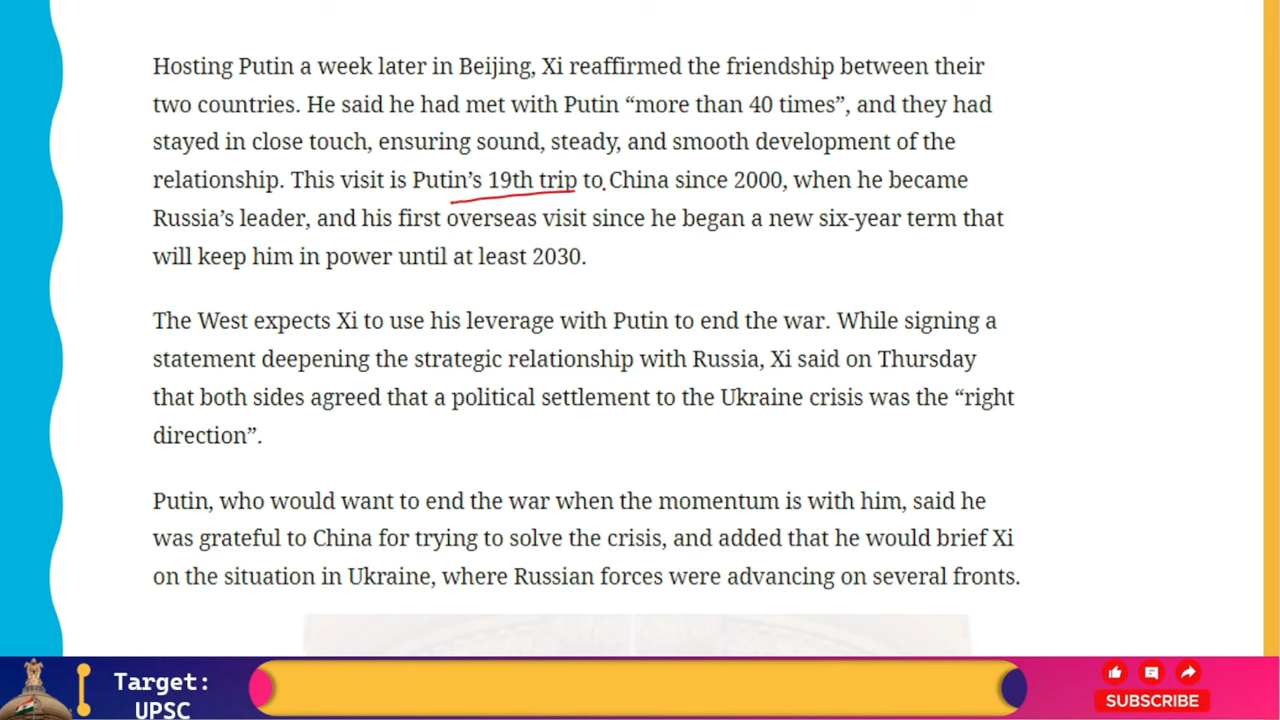 Hosting Putin a week later in Beijing, Xi reaffirmed the friendship between their
two countries. He said he had met with Putin “more than 40 times”, and they had
stayed in close touch, ensuring sound, steady, and smooth development of the
relationship. This visit is Putin’s 19th trip to China since 2000, when he became
Russia’s leader, and his first overseas visit since he began a new six-year term that
will keep him in power until at least 2030.
The West expects Xi to use his leverage with Putin to end the war. While signing a
statement deepening the strategic relationship with Russia, Xi said on Thursday
that both sides agreed that a political settlement to the Ukraine crisis was the “right
direction”.
Putin, who would want to end the war when the momentum is with him, said he
was grateful to China for trying to solve the crisis, and added that he would brief Xi
on the situation in Ukraine, where Russian forces were advancing on several fronts.
Target:
UPSC
SUBSCRIBE